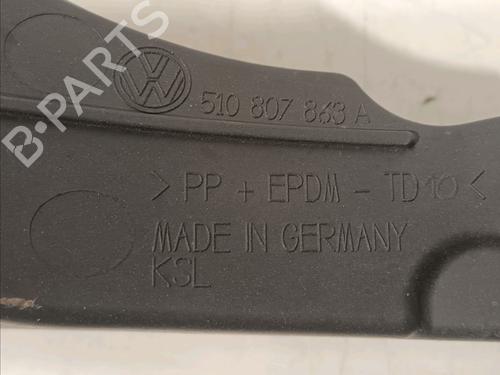 510 807 863 A
> PP + EPDM - TD10 <
MADE IN GERMANY
KSL
B-PARTS